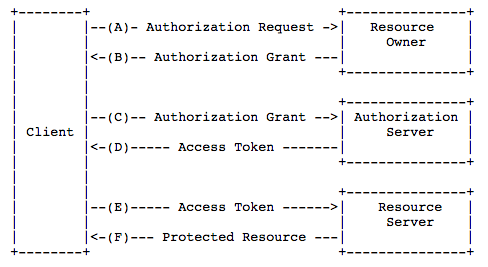 +--------+                               +---------------+
|        |--(A)- Authorization Request ->|   Resource    |
|        |                               |     Owner     |
|        |<-(B)-- Authorization Grant ---|               |
|        |                               +---------------+
|        |
|        |                               +---------------+
|        |--(C)-- Authorization Grant -->| Authorization |
| Client |                               |     Server    |
|        |<-(D)----- Access Token -------|               |
|        |                               +---------------+
|        |
|        |                               +---------------+
|        |--(E)----- Access Token ------>|    Resource   |
|        |                               |     Server    |
|        |<-(F)--- Protected Resource ---|               |
+--------+                               +---------------+